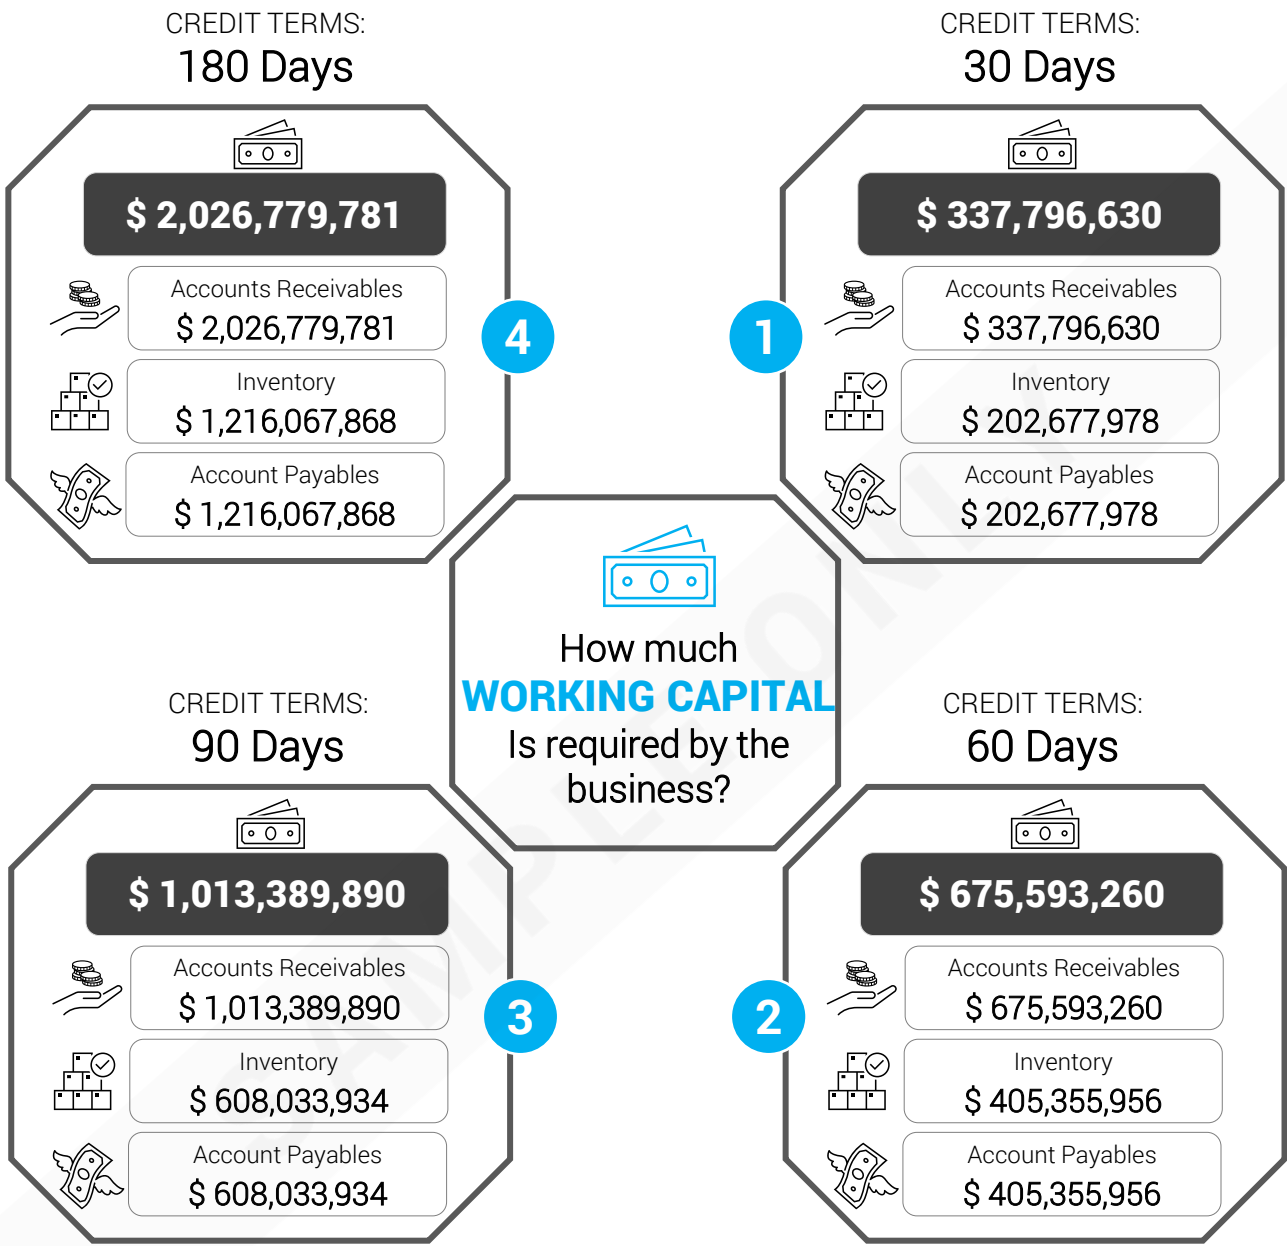 CREDIT TERMS:
180 Days
$ 2,026,779,781
Accounts Receivables
$ 2,026,779,781
Inventory
$ 1,216,067,868
Account Payables
$ 1,216,067,868
4
CREDIT TERMS:
30 Days
$ 337,796,630
Accounts Receivables
$ 337,796,630
Inventory
$ 202,677,978
Account Payables
$ 202,677,978
1
How much
WORKING CAPITAL
Is required by the
business?
CREDIT TERMS:
90 Days
$ 1,013,389,890
Accounts Receivables
$ 1,013,389,890
Inventory
$ 608,033,934
Account Payables
$ 608,033,934
3
CREDIT TERMS:
60 Days
$ 675,593,260
Accounts Receivables
$ 675,593,260
Inventory
$ 405,355,956
Account Payables
$ 405,355,956
2
SAMPLE ONLY